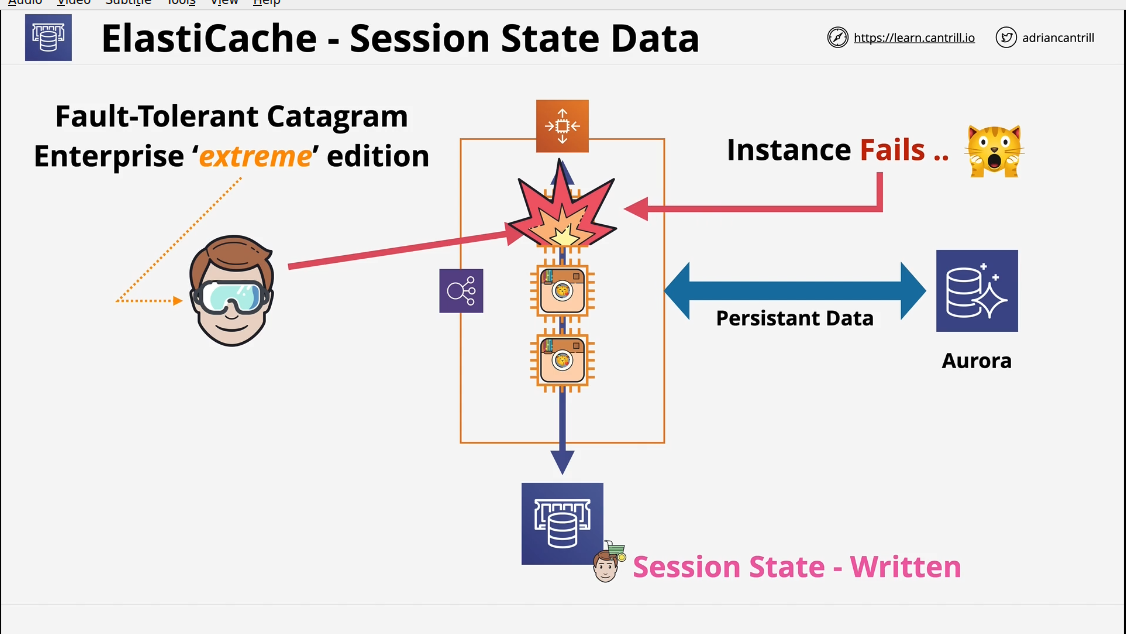 Audio Video Subtitle Tools View Help
ElastiCache - Session State Data
https://learn.cantrill.io
adriancantrill
Fault-Tolerant Catagram
Enterprise ‘extreme’ edition
Instance Fails ..
Persistant Data
Aurora
Session State - Written